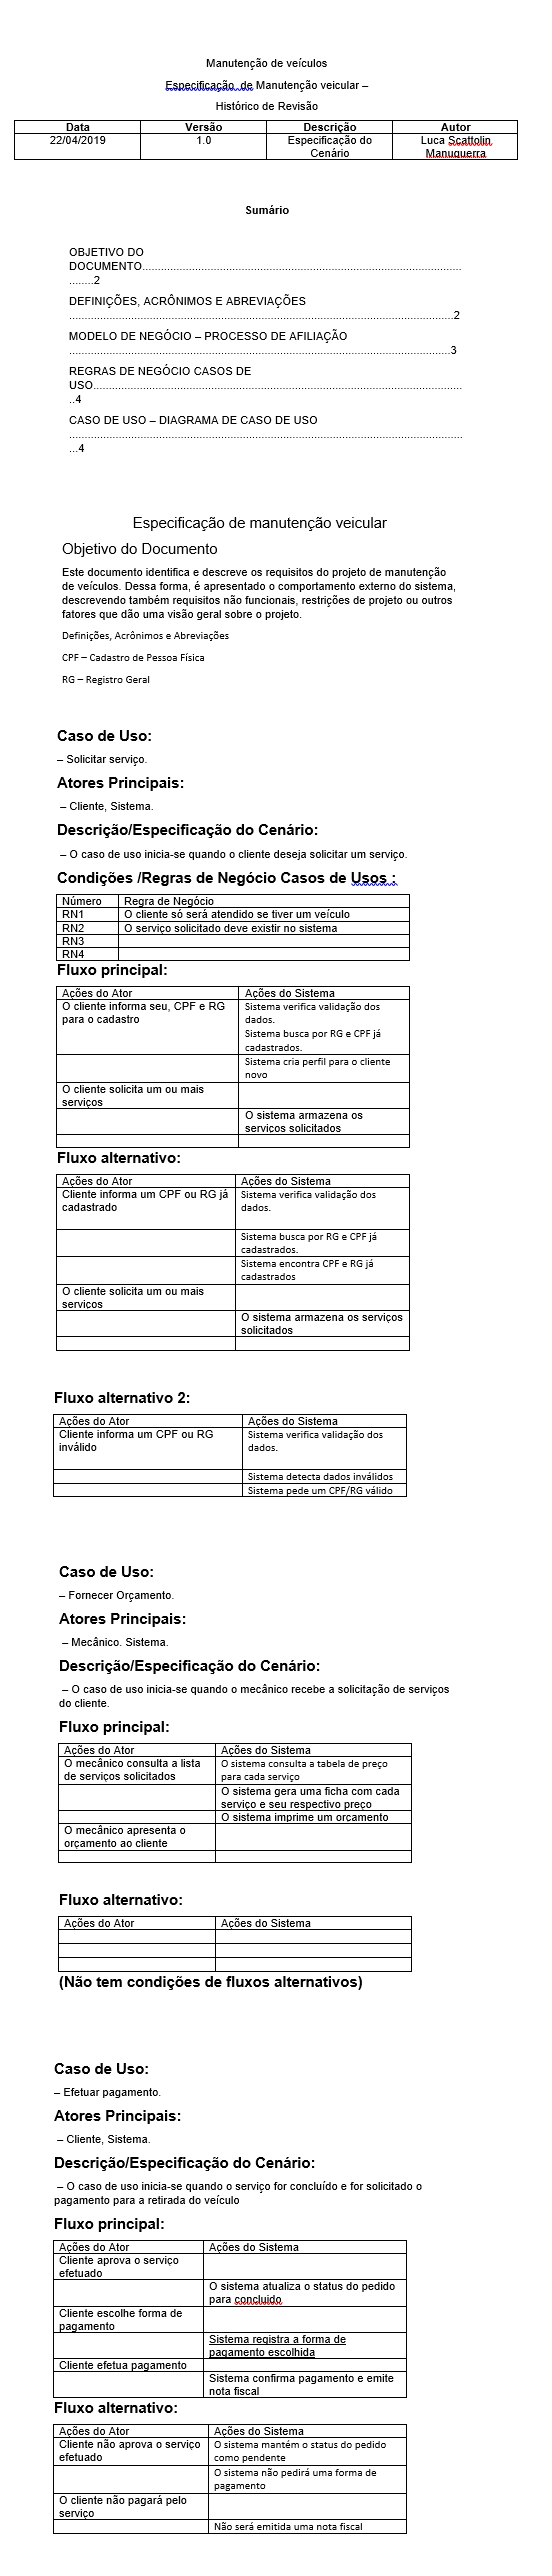 Manutenção de veículos
Especificação  de Manutenção veicular –
Histórico de Revisão
Data Versão Descrição Autor
22/04/2019 1.0 Especificação do Luca Scattolin
Cenário Manuguerra
Sumário
OBJETIVO DO
DOCUMENTO.......................................................................................................
........2
DEFINIÇÕES, ACRÔNIMOS E ABREVIAÇÕES
............................................................................................................................2
MODELO DE NEGÓCIO – PROCESSO DE AFILIAÇÃO
...........................................................................................................................3
REGRAS DE NEGÓCIO CASOS DE
USO.......................................................................................................................
..4
CASO DE USO – DIAGRAMA DE CASO DE USO
...............................................................................................................................
...4
Especificação de manutenção veicular
Objetivo do Documento
Este documento identifica e descreve os requisitos do projeto de manutenção
de veículos. Dessa forma, é apresentado o comportamento externo do sistema,
descrevendo também requisitos não funcionais, restrições de projeto ou outros
fatores que dão uma visão geral sobre o projeto.
Definições, Acrônimos e Abreviações
CPF – Cadastro de Pessoa Física
RG – Registro Geral
Caso de Uso:
– Solicitar serviço.
Atores Principais:
– Cliente, Sistema.
Descrição/Especificação do Cenário:
– O caso de uso inicia-se quando o cliente deseja solicitar um serviço.
Condições /Regras de Negócio Casos de Usos :
Número Regra de Negócio
RN1 O cliente só será atendido se tiver um veículo
RN2 O serviço solicitado deve existir no sistema
RN3
RN4
Fluxo principal:
Ações do Ator Ações do Sistema
O cliente informa seu, CPF e RG Sistema verifica validação dos
para o cadastro dados.
Sistema busca por RG e CPF já
cadastrados.
Sistema cria perfil para o cliente
novo
O cliente solicita um ou mais
serviços
O sistema armazena os
serviços solicitados
Fluxo alternativo:
Ações do Ator Ações do Sistema
Cliente informa um CPF ou RG já Sistema verifica validação dos
cadastrado dados.
Sistema busca por RG e CPF já
cadastrados.
Sistema encontra CPF e RG já
cadastrados
O cliente solicita um ou mais
serviços
O sistema armazena os serviços
solicitados
Fluxo alternativo 2:
Ações do Ator Ações do Sistema
Cliente informa um CPF ou RG Sistema verifica validação dos
inválido dados.
Sistema detecta dados inválidos
Sistema pede um CPF/RG válido
Caso de Uso:
– Fornecer Orçamento.
Atores Principais:
– Mecânico. Sistema.
Descrição/Especificação do Cenário:
– O caso de uso inicia-se quando o mecânico recebe a solicitação de serviços
do cliente.
Fluxo principal:
Ações do Ator Ações do Sistema
O mecânico consulta a lista O sistema consulta a tabela de preço
de serviços solicitados para cada serviço
O sistema gera uma ficha com cada
serviço e seu respectivo preço
O sistema imprime um orçamento
O mecânico apresenta o
orçamento ao cliente
Fluxo alternativo:
Ações do Ator Ações do Sistema
(Não tem condições de fluxos alternativos)
Caso de Uso:
– Efetuar pagamento.
Atores Principais:
– Cliente, Sistema.
Descrição/Especificação do Cenário:
– O caso de uso inicia-se quando o serviço for concluído e for solicitado o
pagamento para a retirada do veículo
Fluxo principal:
Ações do Ator Ações do Sistema
Cliente aprova o serviço
efetuado
O sistema atualiza o status do pedido
para concluido
Cliente escolhe forma de
pagamento
Sistema registra a forma de
pagamento escolhida
Cliente efetua pagamento
Sistema confirma pagamento e emite
nota fiscal
Fluxo alternativo:
Ações do Ator Ações do Sistema
Cliente não aprova o serviço O sistema mantém o status do pedido
efetuado como pendente
O sistema não pedirá uma forma de
pagamento
O cliente não pagará pelo
serviço
Não será emitida uma nota fiscal